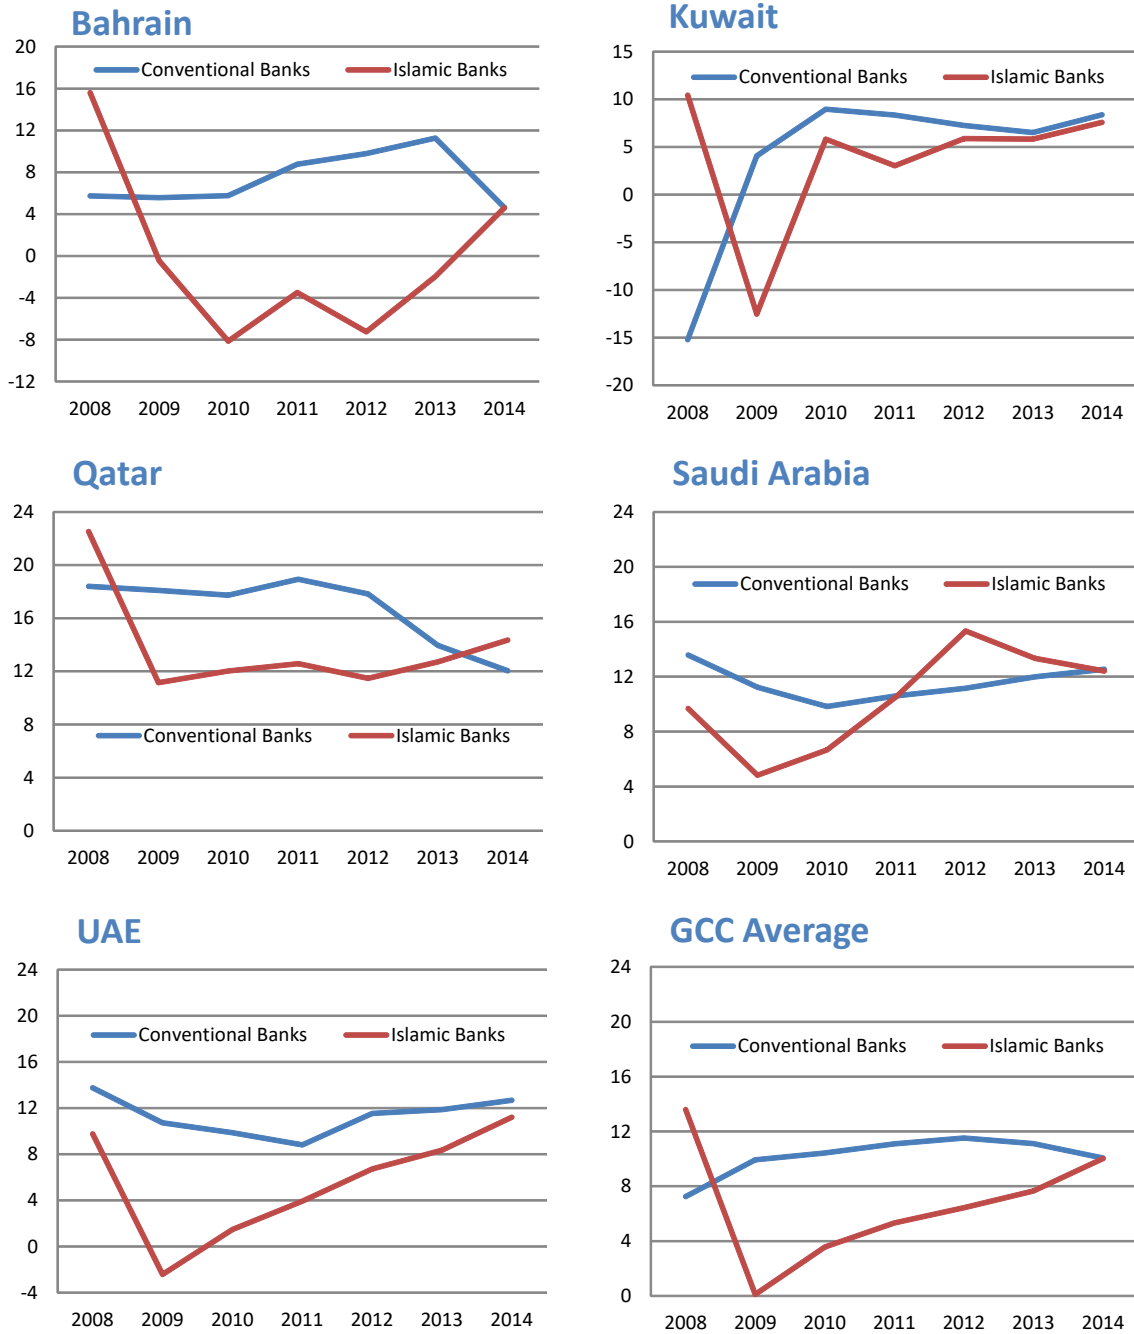 Bahrain
20
16
12
8
4
0
-4
-8
-12
Conventional Banks Islamic Banks
2008 2009 2010 2011 2012 2013 2014
Kuwait
15
10
5
0
-5
-10
-15
-20
Conventional Banks Islamic Banks
2008 2009 2010 2011 2012 2013 2014
Qatar
24
20
16
12
8
4
0
Conventional Banks Islamic Banks
2008 2009 2010 2011 2012 2013 2014
Saudi Arabia
24
20
16
12
8
4
0
Conventional Banks Islamic Banks
2008 2009 2010 2011 2012 2013 2014
UAE
24
20
16
12
8
4
0
-4
Conventional Banks Islamic Banks
2008 2009 2010 2011 2012 2013 2014
GCC Average
24
20
16
12
8
4
0
Conventional Banks Islamic Banks
2008 2009 2010 2011 2012 2013 2014